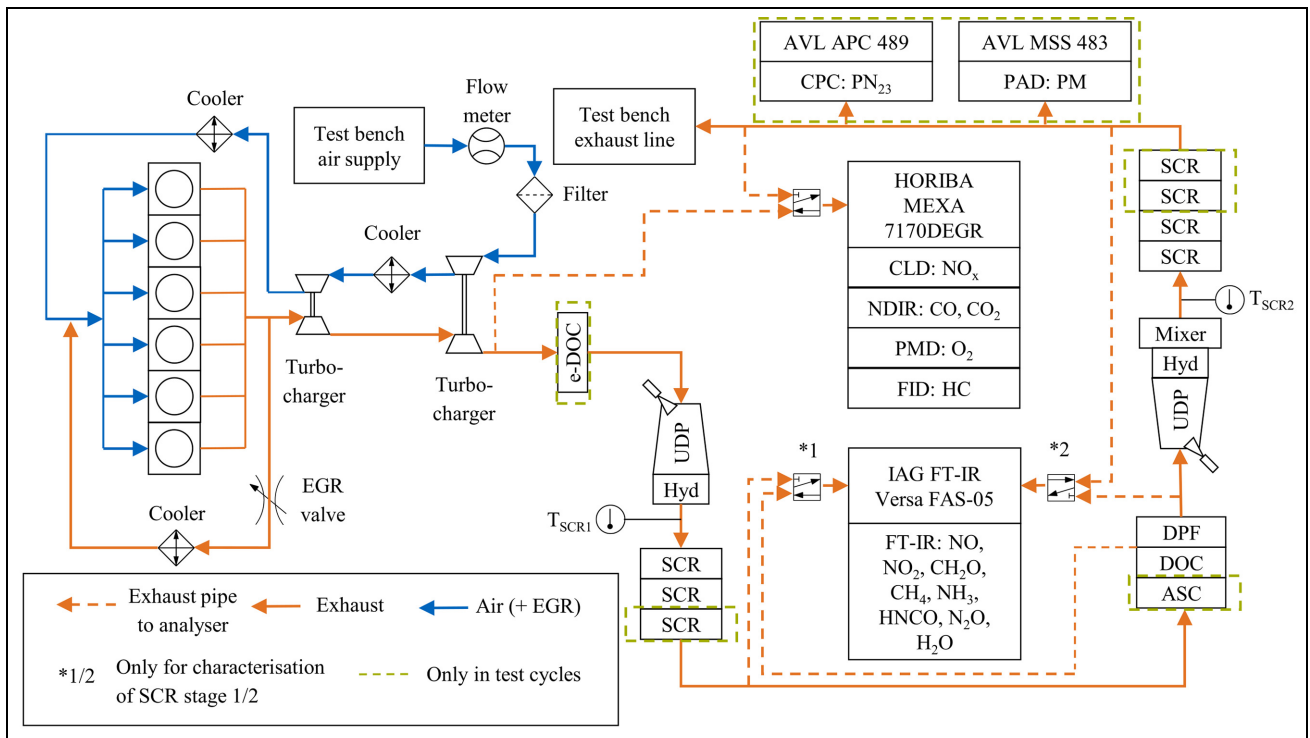 AVL APC 489
CPC: PN₂₃
AVL MSS 483
PAD: PM
Cooler
Test bench
air supply
Flow
meter
Test bench
exhaust line
Filter
Cooler
HORIBA
MEXA
7170DEGR
CLD: NOₓ
NDIR: CO, CO₂
PMD: O₂
FID: HC
SCR
SCR
SCR
SCR
T_SCR2
Mixer
Hyd
UDP
Turbo-
charger
Turbo-
charger
e-DOC
UDP
Hyd
T_SCR1
EGR
valve
Cooler
*1
*2
IAG FT-IR
Versa FAS-05
FT-IR: NO,
NO₂, CH₂O,
CH₄, NH₃,
HNCO, N₂O,
H₂O
DPF
DOC
ASC
SCR
SCR
SCR
Exhaust pipe
to analyser
Exhaust
Air (+ EGR)
*1/2
Only for characterisation
of SCR stage 1/2
Only in test cycles